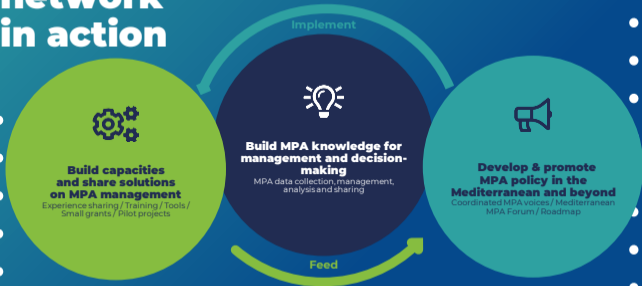 network
in action
Implement
Build capacities
and share solutions
on MPA management
Experience sharing / Training / Tools /
Small grants / Pilot projects
Build MPA knowledge for
management and decision-
making
MPA data collection, management,
analysis and sharing
Develop & promote
MPA policy in the
Mediterranean and beyond
Coordinated MPA voices / Mediterranean
MPA Forum / Roadmap
Feed